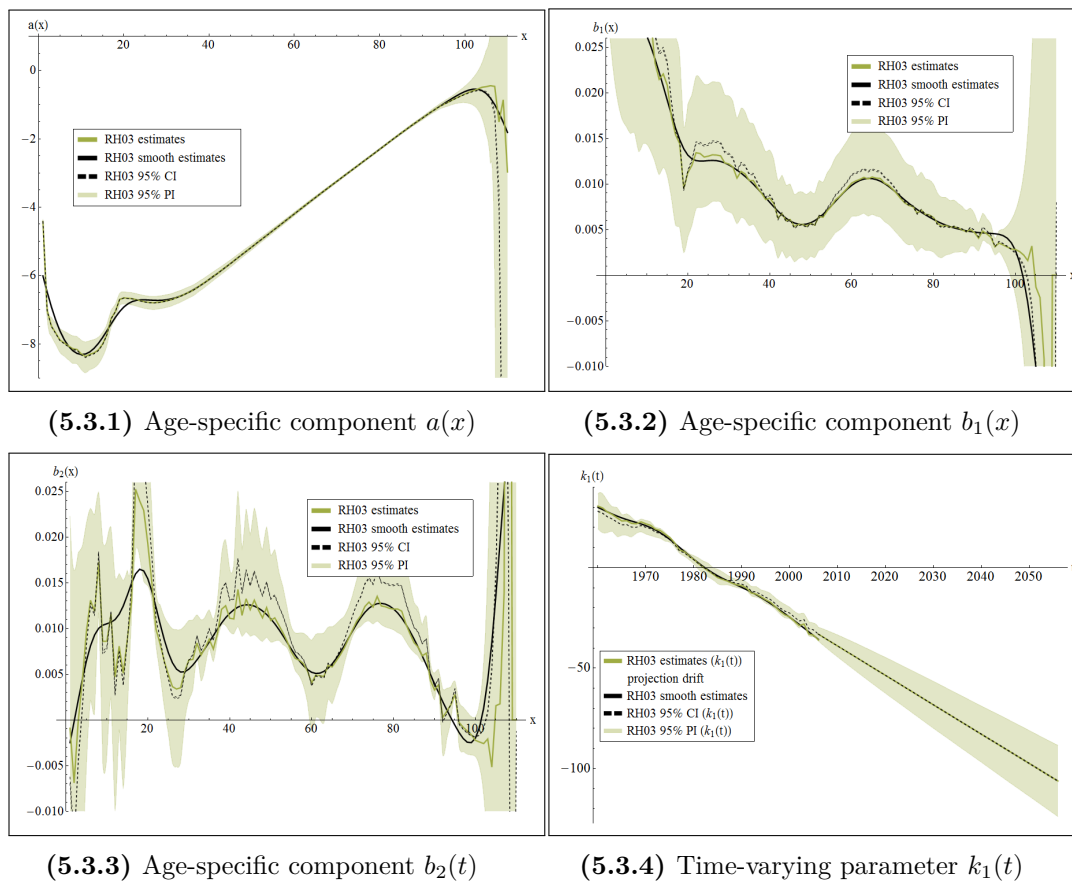 a(x)
x
20
40
60
80
100
0
−2
−4
−6
−8
RH03 estimates
RH03 smooth estimates
RH03 95% CI
RH03 95% PI
(5.3.1) Age-specific component a(x)
b₁(x)
0.025
0.020
0.015
0.010
0.005
−0.005
−0.010
20
40
60
80
100
x
RH03 estimates
RH03 smooth estimates
RH03 95% CI
RH03 95% PI
(5.3.2) Age-specific component b₁(x)
b₂(x)
0.025
0.020
0.015
0.010
0.005
0.000
−0.005
−0.010
20
40
60
80
100
x
RH03 estimates
RH03 smooth estimates
RH03 95% CI
RH03 95% PI
(5.3.3) Age-specific component b₂(t)
k₁(t)
1970
1980
1990
2000
2010
2020
2030
2040
2050
−50
−100
RH03 estimates (k₁(t))
projection drift
RH03 smooth estimates
RH03 95% CI (k₁(t))
RH03 95% PI (k₁(t))
(5.3.4) Time-varying parameter k₁(t)